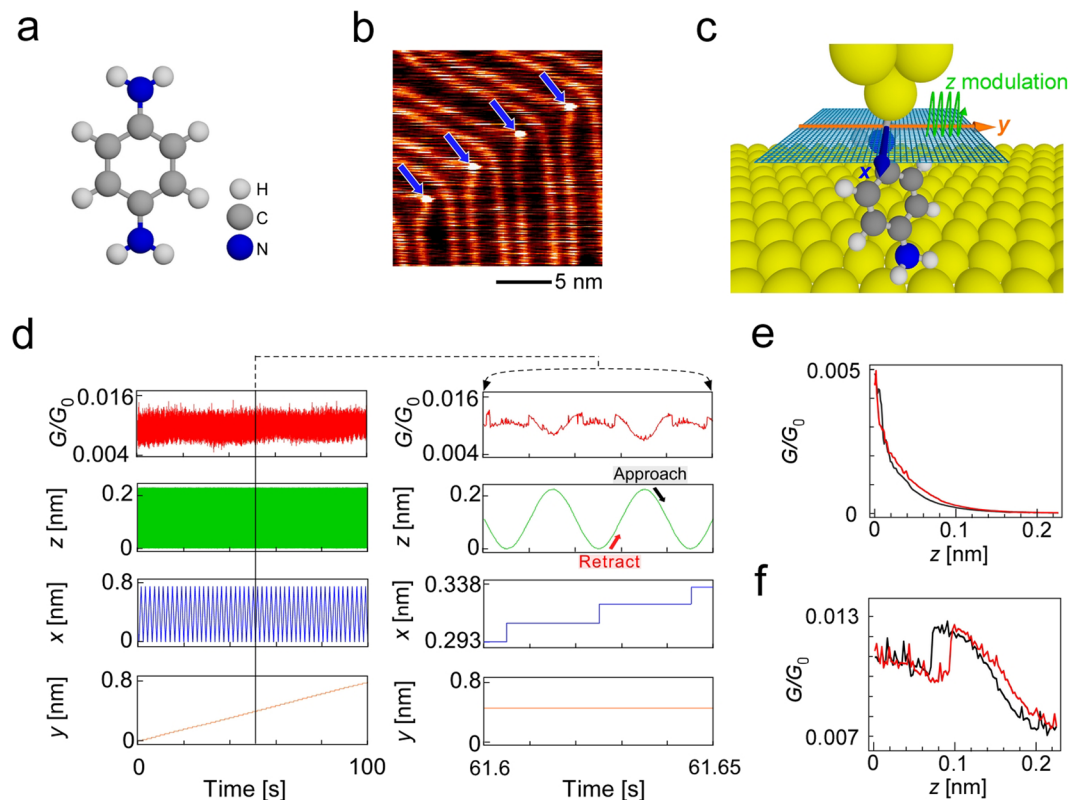 a
b
c
H
C
N
5 nm
z modulation
y
x
d
G/G0
0.016
0.004
z [nm]
0.2
0
x [nm]
0.8
0
y [nm]
0.8
0
0
100
Time [s]
G/G0
0.016
0.004
z [nm]
0.2
0
Approach
Retract
x [nm]
0.338
0.293
y [nm]
0.8
0
61.6
61.65
Time [s]
e
G/G0
0.005
0
0
0.1
0.2
z [nm]
f
G/G0
0.013
0.007
0
0.1
0.2
z [nm]